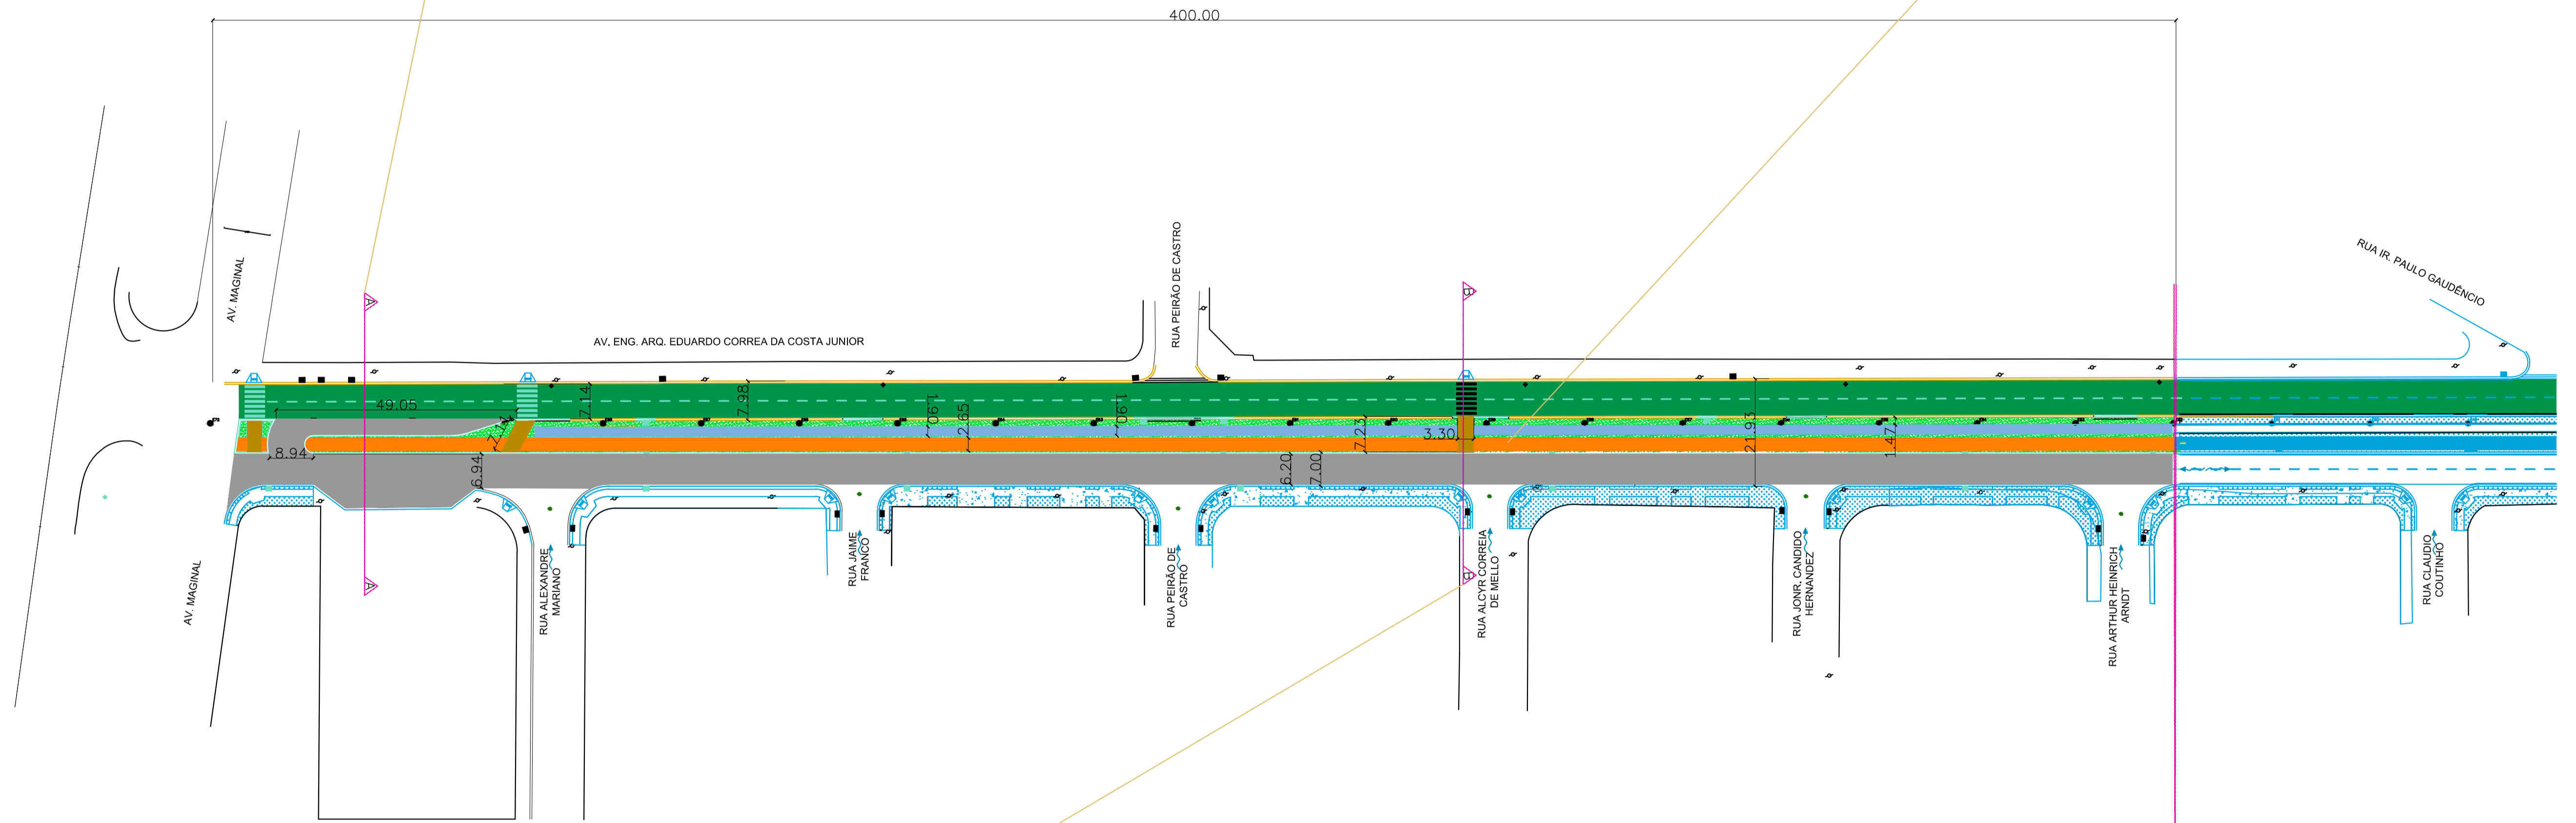 400.00
RUA PEIRÃO DE CASTRO
RUA IR. PAULO GAUDÊNCIO
AV. MAGINAL
A
B
AV. ENG. ARQ. EDUARDO CORREA DA COSTA JUNIOR
49.05
7.14
7.98
1.90
2.65
1.90
7.23
3.30
21.93
1.47
8.94
6.94
6.20
7.00
AV. MAGINAL
A
B
RUA ALEXANDRE
MARIANO
RUA JAIME
FRANCO
RUA PEIRÃO DE
CASTRO
RUA ALCYR CORREIA
DE MELLO
RUA JONR. CANDIDO
HERNANDEZ
RUA ARTHUR HEINRICH
ARNDT
RUA CLAUDIO
COUTINHO